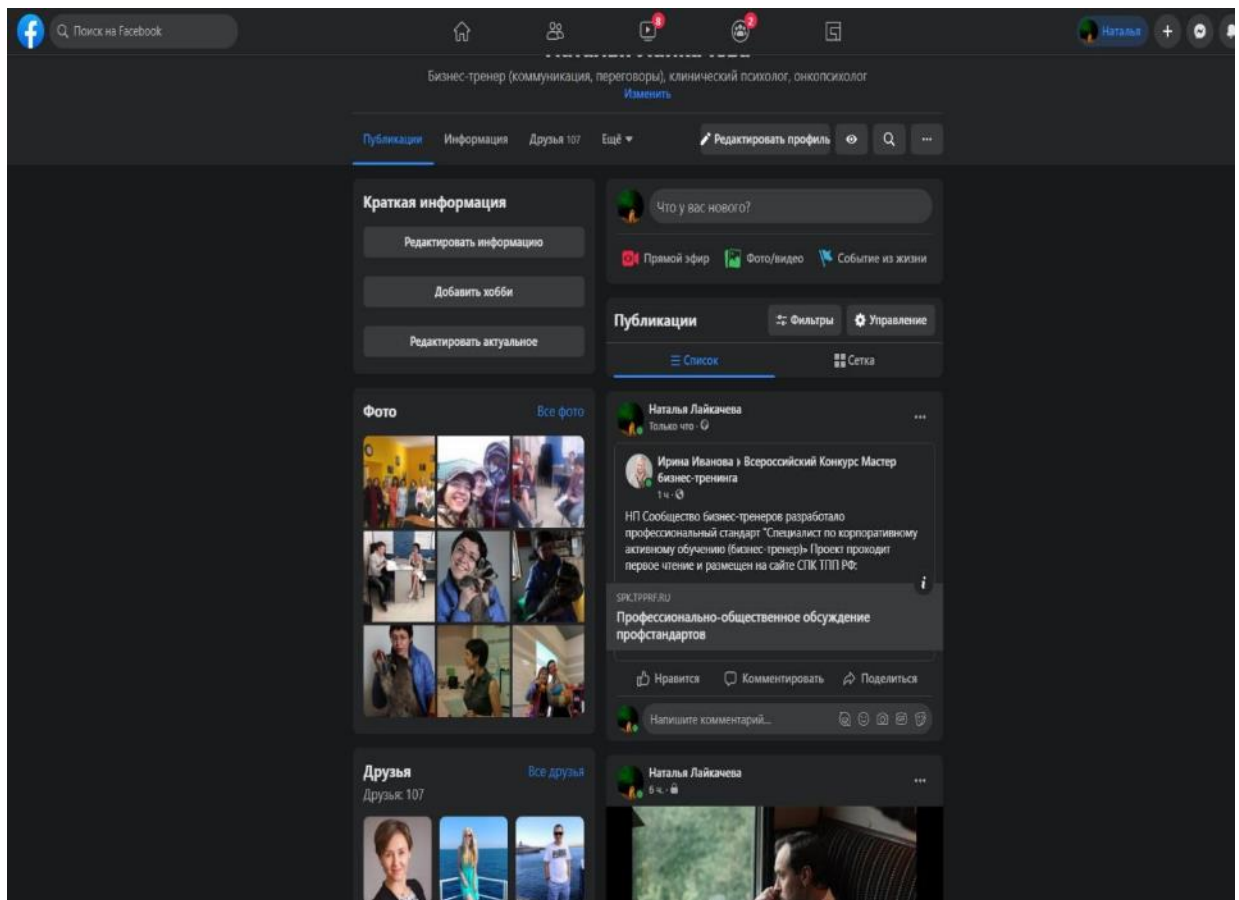 Поиск на Facebook
8
2
Наталья
Бизнес-тренер (коммуникация, переговоры), клинический психолог, онкопсихолог
Изменить
Публикации
Информация
Друзья 107
Ещё
Редактировать профиль
Краткая информация
Редактировать информацию
Добавить хобби
Редактировать актуальное
Фото
Все фото
Друзья
Все друзья
Друзья: 107
Что у вас нового?
Прямой эфир
Фото/видео
Событие из жизни
Публикации
Фильтры
Управление
Список
Сетка
Наталья Лайкачева
Только что
Ирина Иванова › Всероссийский Конкурс Мастер
бизнес-тренинга
1 ч
НП Сообщество бизнес-тренеров разработало
профессиональный стандарт "Специалист по корпоративному
активному обучению (бизнес-тренер)» Проект проходит
первое чтение и размещен на сайте СПК ТПП РФ:
SPK.TPPRF.RU
Профессионально-общественное обсуждение
профстандартов
Нравится
Комментировать
Поделиться
Напишите комментарий...
Наталья Лайкачева
6 ч.